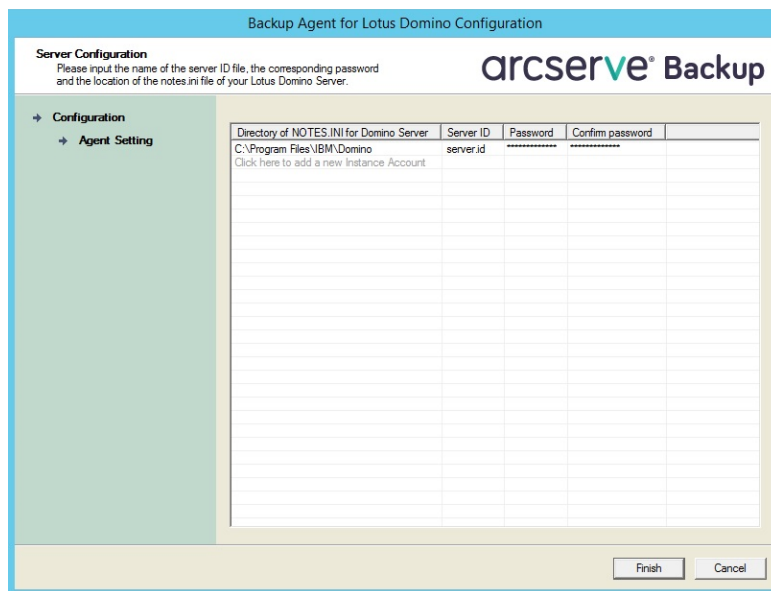 Backup Agent for Lotus Domino Configuration
Server Configuration
Please input the name of the server ID file, the corresponding password
and the location of the notes.ini file of your Lotus Domino Server.
arcserve® Backup
Configuration
Agent Setting
Directory of NOTES.INI for Domino Server Server ID Password Confirm password
C:\Program Files\IBM\Domino server.id ************* *************
Click here to add a new Instance Account
Finish Cancel